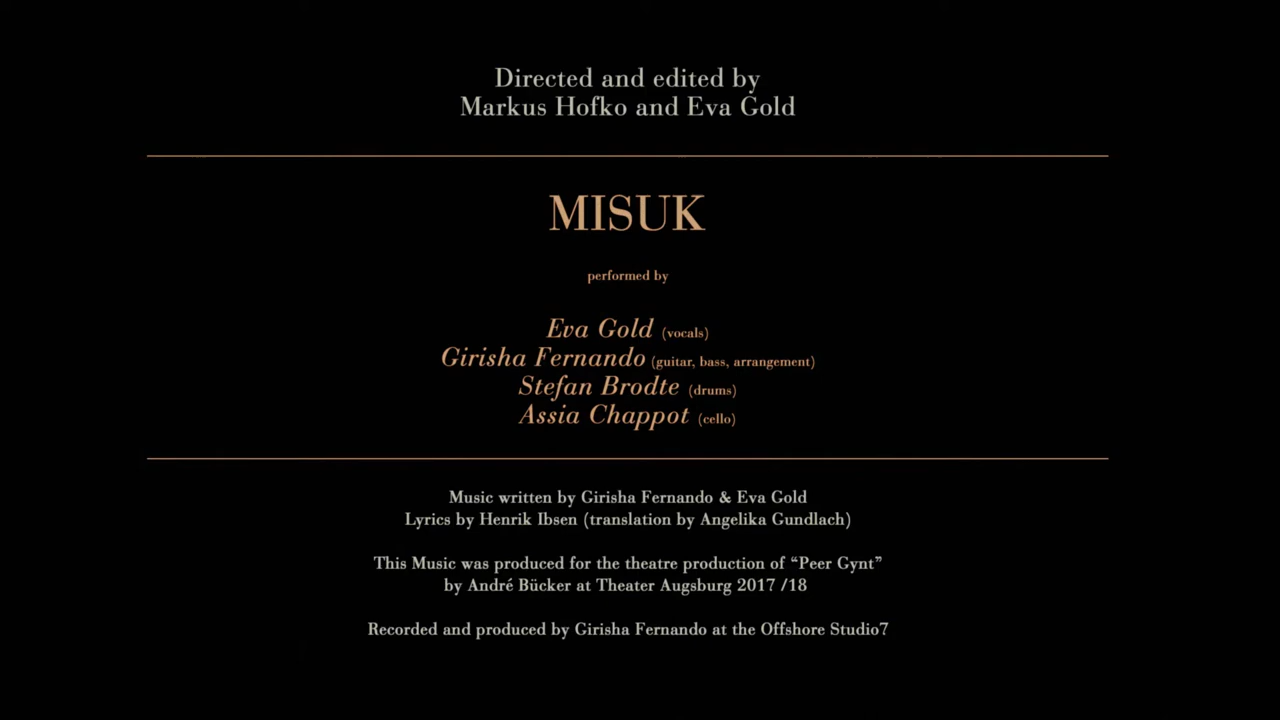 Directed and edited by
Markus Hofko and Eva Gold
MISUK
performed by
Eva Gold (vocals)
Girisha Fernando (guitar, bass, arrangement)
Stefan Brodte (drums)
Assia Chappot (cello)
Music written by Girisha Fernando & Eva Gold
Lyrics by Henrik Ibsen (translation by Angelika Gundlach)
This Music was produced for the theatre production of “Peer Gynt”
by André Bücker at Theater Augsburg 2017 /18
Recorded and produced by Girisha Fernando at the Offshore Studio7